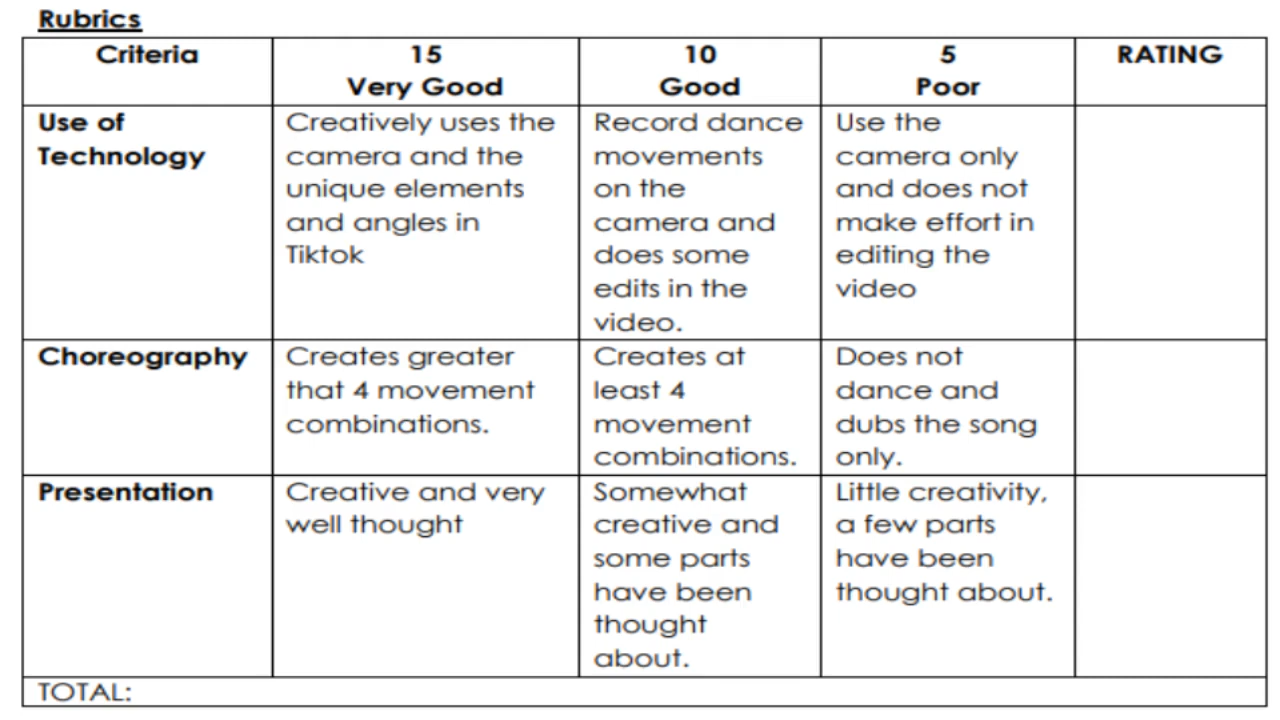 Rubrics
Criteria
15
Very Good
10
Good
5
Poor
RATING
Use of
Technology
Creatively uses the
camera and the
unique elements
and angles in
Tiktok
Record dance
movements
on the
camera and
does some
edits in the
video.
Use the
camera only
and does not
make effort in
editing the
video
Choreography
Creates greater
that 4 movement
combinations.
Creates at
least 4
movement
combinations.
Does not
dance and
dubs the song
only.
Presentation
Creative and very
well thought
Somewhat
creative and
some parts
have been
thought
about.
Little creativity,
a few parts
have been
thought about.
TOTAL: